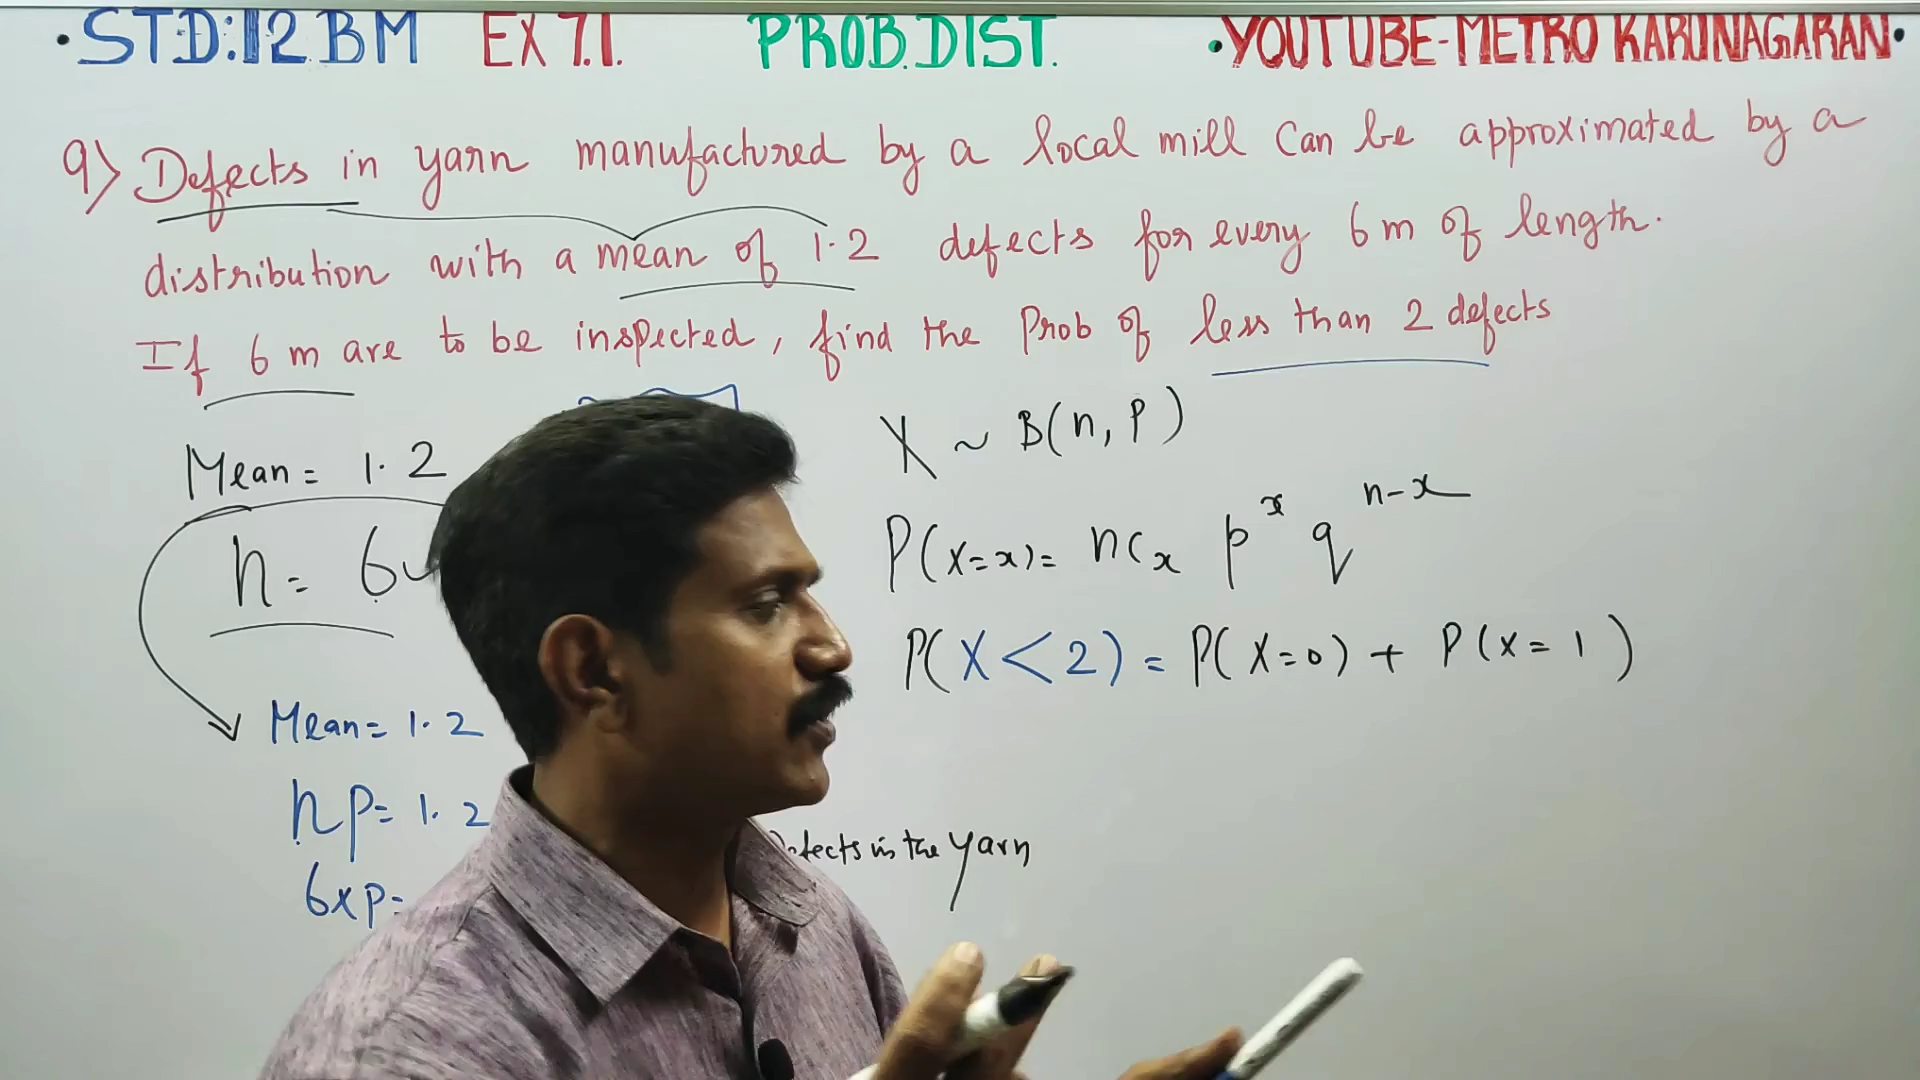 •STD:12 BM EX 7.1. PROB.DIST. •YOUTUBE-METRO KARUNAGARAN•
9) Defects in yarn manufactured by a local mill can be approximated by a
distribution with a mean of 1.2 defects for every 6 m of length.
If 6 m are to be inspected, find the Prob of less than 2 defects
Mean = 1.2
n = 6
Mean = 1.2
np = 1.2
6xp =
X ~ B(n, p)
P(X=x) = nCx p^x q^n-x
P(X<2) = P(X=0) + P(X=1)
Defects in the yarn